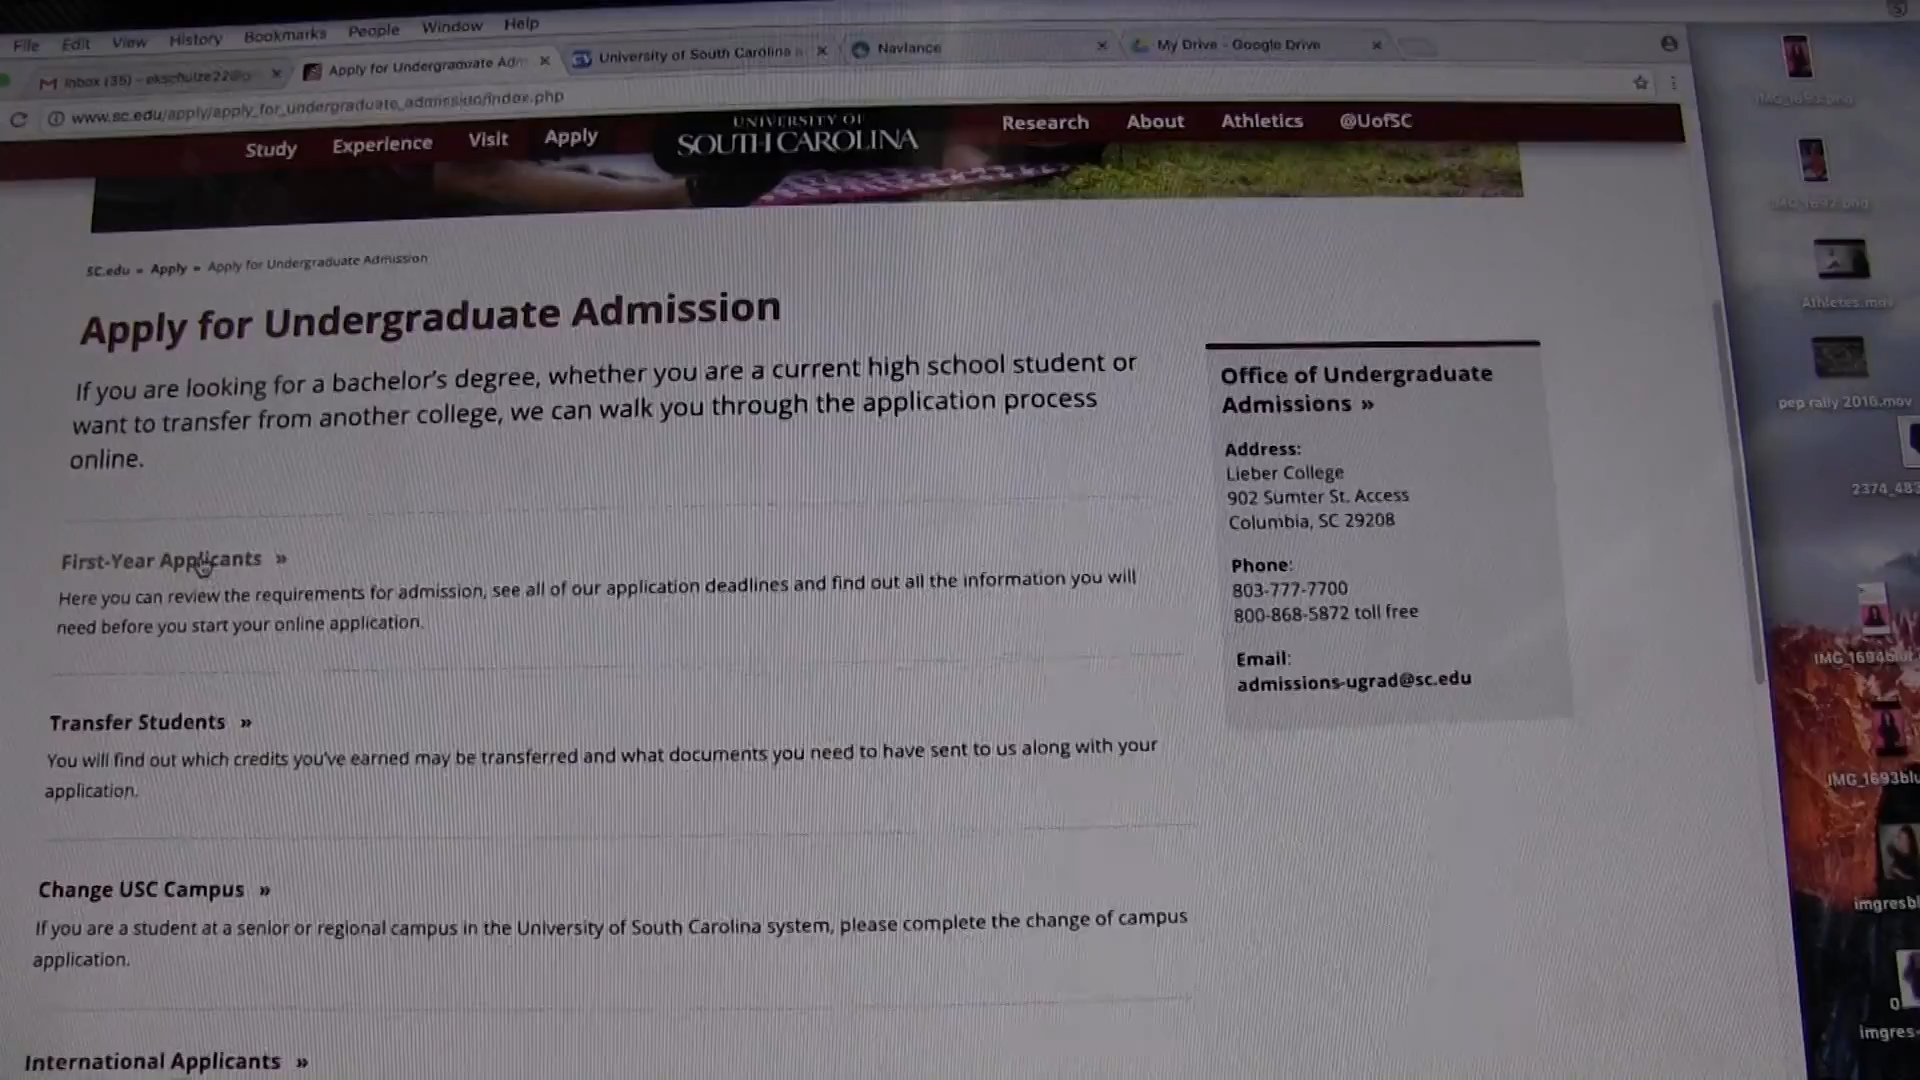 File Edit View History Bookmarks People Window Help
Apply for Undergraduate Adm
University of South Carolina
Naviance
My Drive - Google Drive
www.sc.edu/apply/apply_for_undergraduate_admission/index.php
Study Experience Visit Apply
UNIVERSITY OF
SOUTH CAROLINA
Research About Athletics @UofSC
SC.edu » Apply » Apply for Undergraduate Admission
Apply for Undergraduate Admission
If you are looking for a bachelor's degree, whether you are a current high school student or
want to transfer from another college, we can walk you through the application process
online.
First-Year Applicants »
Here you can review the requirements for admission, see all of our application deadlines and find out all the information you will
need before you start your online application.
Transfer Students »
You will find out which credits you've earned may be transferred and what documents you need to have sent to us along with your
application.
Change USC Campus »
If you are a student at a senior or regional campus in the University of South Carolina system, please complete the change of campus
application.
International Applicants »
Office of Undergraduate
Admissions »
Address:
Lieber College
902 Sumter St. Access
Columbia, SC 29208
Phone:
803-777-7700
800-868-5872 toll free
Email:
admissions-ugrad@sc.edu
Athletes.mov
pep rally 2016.mov
2374_483
IMG_1694blur
IMG_1693blu
imgresbl
imgres-